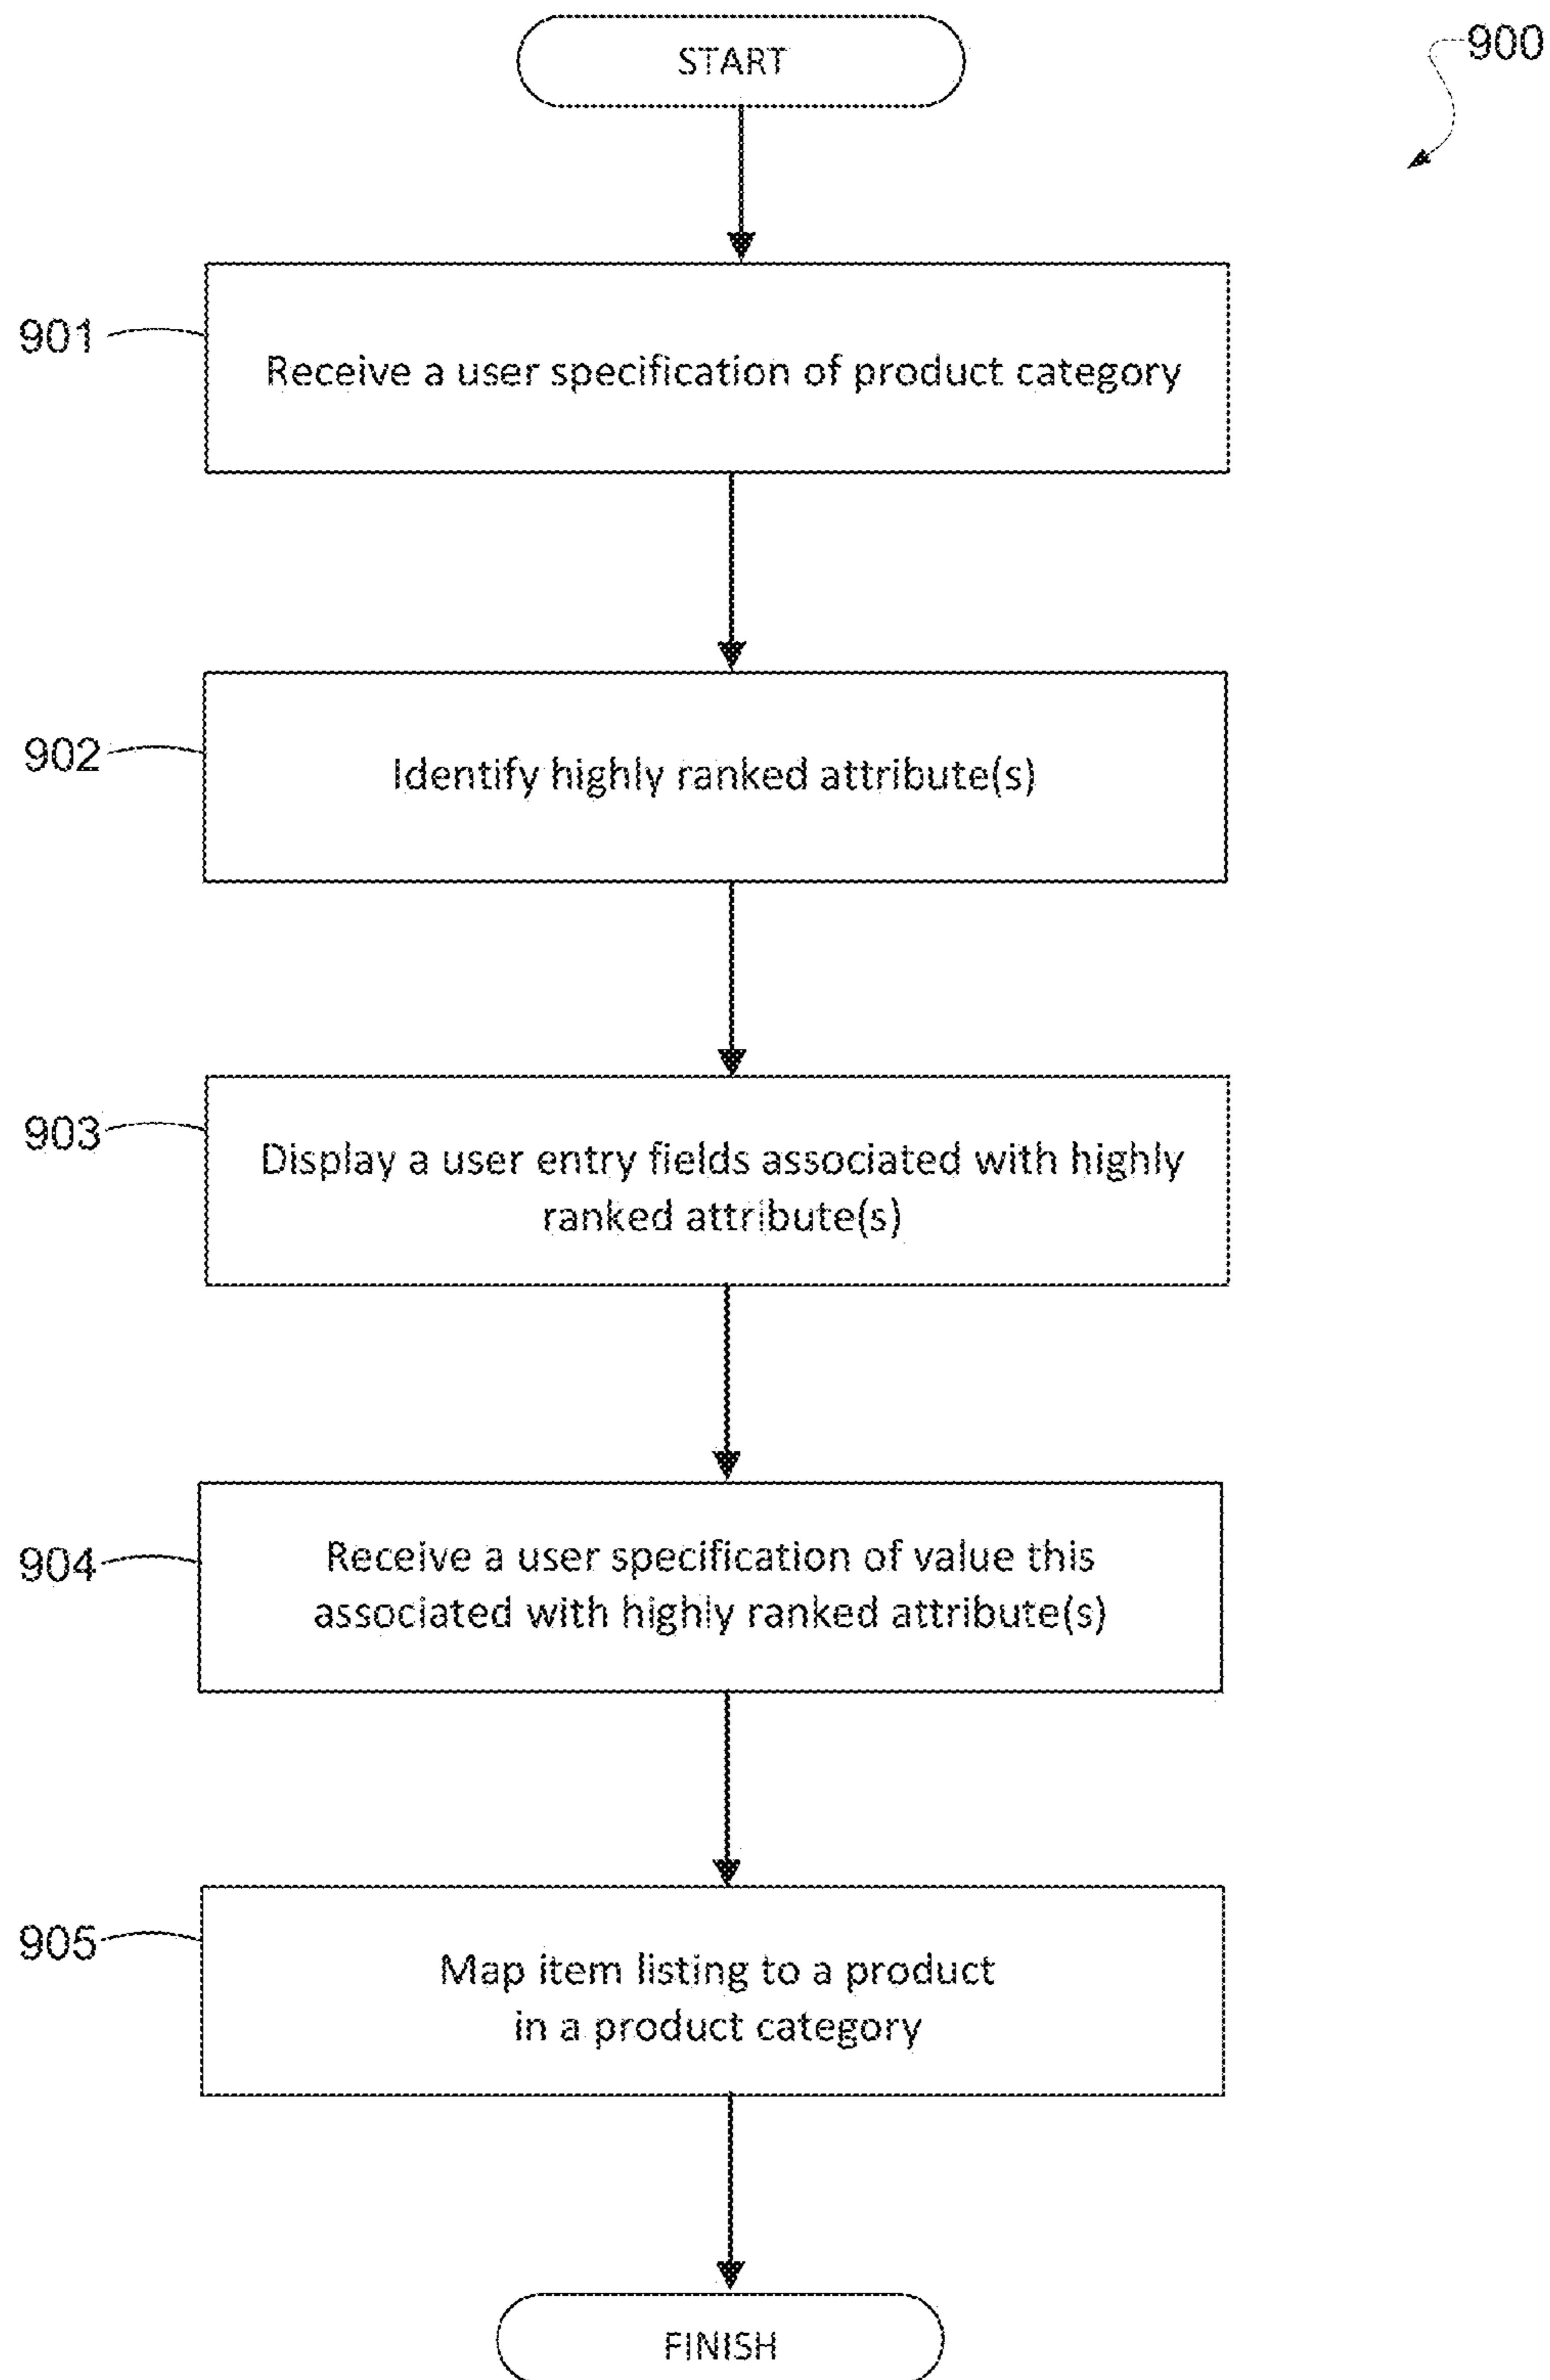 START
900
901
Receive a user specification of product category
902
Identify highly ranked attribute(s)
903
Display a user entry fields associated with highly
ranked attribute(s)
904
Receive a user specification of value this
associated with highly ranked attribute(s)
905
Map item listing to a product
in a product category
FINISH